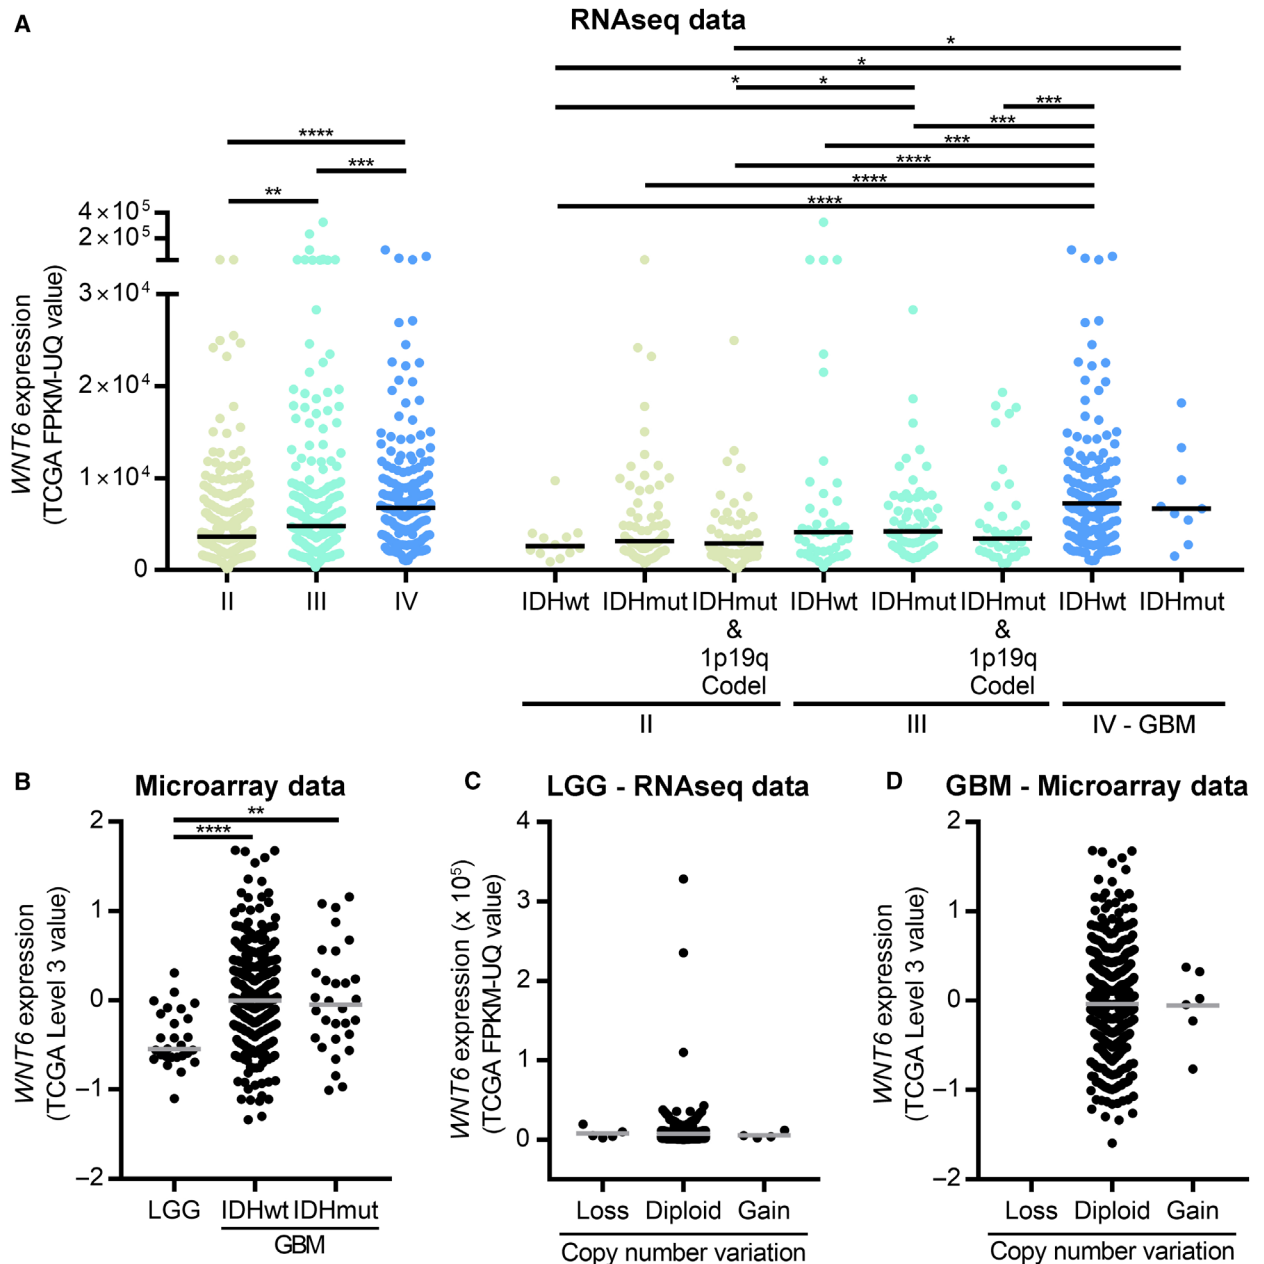 A
RNAseq data
*
*
* *
***
***
***
****
****
****
****
***
**
WNT6 expression
(TCGA FPKM-UQ value)
4 × 10⁵
2 × 10⁵
3 × 10⁴
2 × 10⁴
1 × 10⁴
0
II III IV IDHwt IDHmut IDHmut IDHwt IDHmut IDHmut IDHwt IDHmut
& &
1p19q 1p19q
Codel Codel
II III IV - GBM
B
Microarray data
**
****
WNT6 expression
(TCGA Level 3 value)
2
1
0
−1
−2
LGG IDHwt IDHmut
GBM
C
LGG - RNAseq data
WNT6 expression (x 10⁵)
(TCGA FPKM-UQ value)
4
3
2
1
0
Loss Diploid Gain
Copy number variation
D
GBM - Microarray data
WNT6 expression
(TCGA Level 3 value)
2
1
0
−1
−2
Loss Diploid Gain
Copy number variation